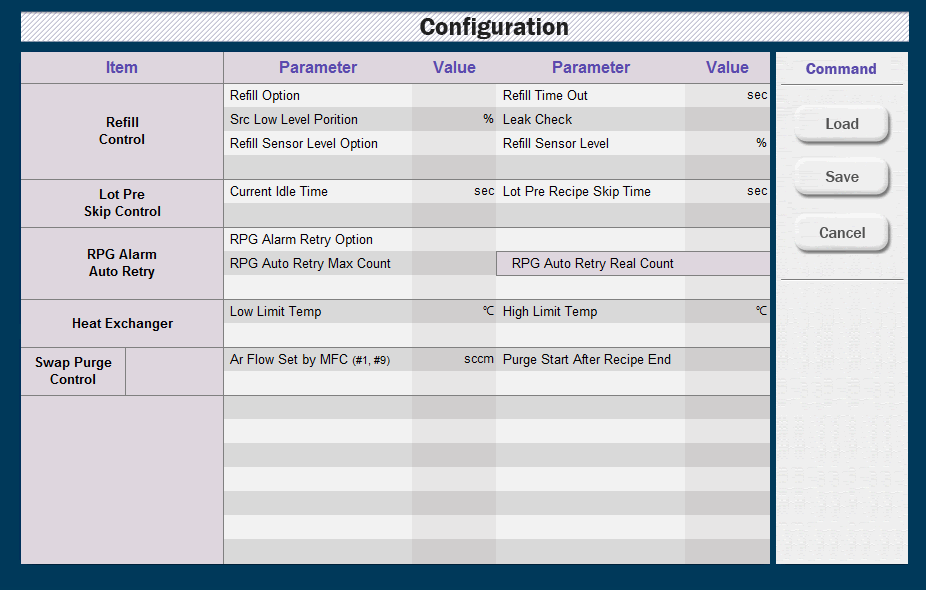 Configuration
Item Parameter Value Parameter Value
Command
Refill
Control
Refill Option Refill Time Out sec
Src Low Level Porition % Leak Check
Refill Sensor Level Option Refill Sensor Level %
Lot Pre
Skip Control
Current Idle Time sec Lot Pre Recipe Skip Time sec
RPG Alarm
Auto Retry
RPG Alarm Retry Option
RPG Auto Retry Max Count RPG Auto Retry Real Count
Heat Exchanger
Low Limit Temp ℃ High Limit Temp ℃
Swap Purge
Control
Ar Flow Set by MFC (#1, #9) sccm Purge Start After Recipe End
Load
Save
Cancel